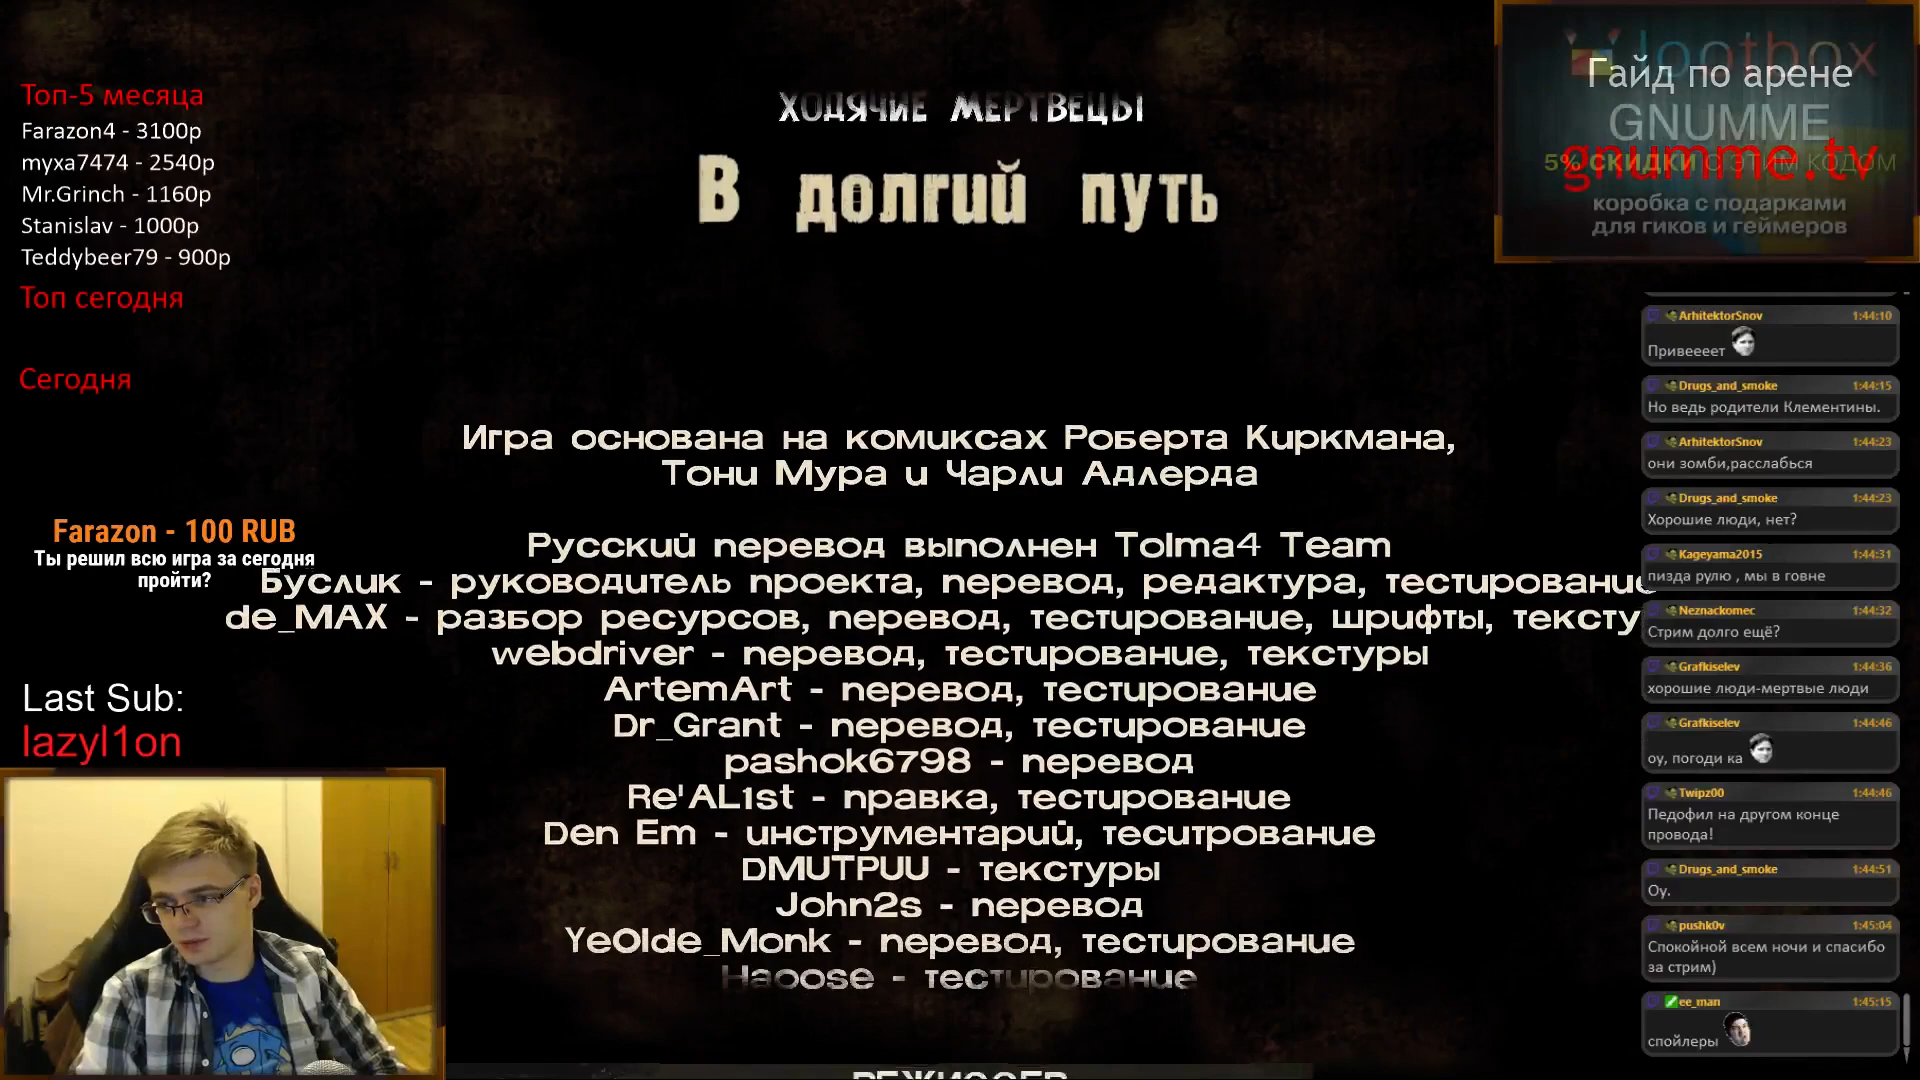 Топ-5 месяца
Farazon4 - 3100р
myxa7474 - 2540р
Mr.Grinch - 1160р
Stanislav - 1000р
Teddybeer79 - 900р
Топ сегодня
Сегодня
Farazon - 100 RUB
Ты решил всю игра за сегодня
пройти?
Last Sub:
lazyl1on
ХОДЯЧИЕ МЕРТВЕЦЫ
В долгий путь
Игра основана на комиксах Роберта Киркмана,
Тони Мура и Чарли Адлерда
Русский перевод выполнен Tolma4 Team
Буслик - руководитель проекта, перевод, редактура, тестирование
de_MAX - разбор ресурсов, перевод, тестирование, шрифты, тексту
webdriver - перевод, тестирование, текстуры
ArtemArt - перевод, тестирование
Dr_Grant - перевод, тестирование
pashok6798 - перевод
Re'AL1st - правка, тестирование
Den Em - инструментарий, теситрование
DMUTPUU - текстуры
John2s - перевод
YeOlde_Monk - перевод, тестирование
Haoose - тестирование
РЕЖИССЕР
lootbox
Гайд по арене
GNUMME
gnumme.tv
5% СКИДКИ С ЭТИМ КОДОМ
коробка с подарками
для гиков и геймеров
ArhitektorSnov 1:44:10
Привеееет
Drugs_and_smoke 1:44:15
Но ведь родители Клементины.
ArhitektorSnov 1:44:23
они зомби,расслабься
Drugs_and_smoke 1:44:23
Хорошие люди, нет?
Kageyama2015 1:44:31
пизда рулю , мы в говне
Neznackomec 1:44:32
Стрим долго ещё?
Grafkiselev 1:44:36
хорошие люди-мертвые люди
Grafkiselev 1:44:46
оу, погоди ка
Twipz00 1:44:46
Педофил на другом конце
провода!
Drugs_and_smoke 1:44:51
Оу.
pushk0v 1:45:04
Спокойной всем ночи и спасибо
за стрим)
ee_man 1:45:15
спойлеры